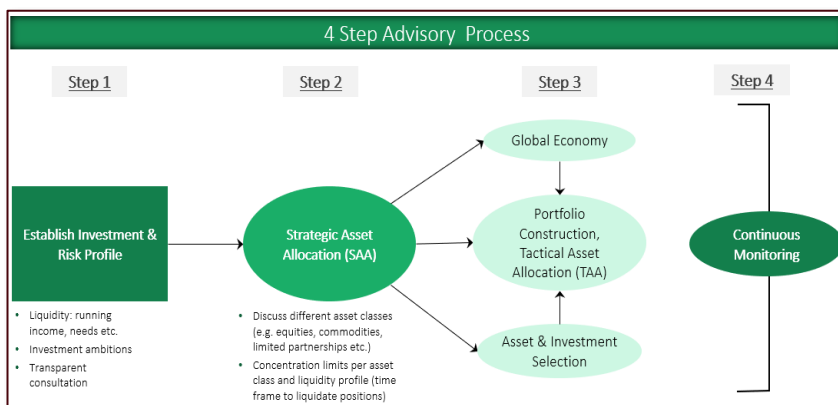 4 Step Advisory Process
Step 1
Step 2
Step 3
Step 4
Establish Investment &
Risk Profile
• Liquidity: running
income, needs etc.
• Investment ambitions
• Transparent
consultation
Strategic Asset
Allocation (SAA)
• Discuss different asset classes
(e.g. equities, commodities,
limited partnerships etc.)
• Concentration limits per asset
class and liquidity profile (time
frame to liquidate positions)
Global Economy
Portfolio
Construction,
Tactical Asset
Allocation (TAA)
Asset & Investment
Selection
Continuous
Monitoring